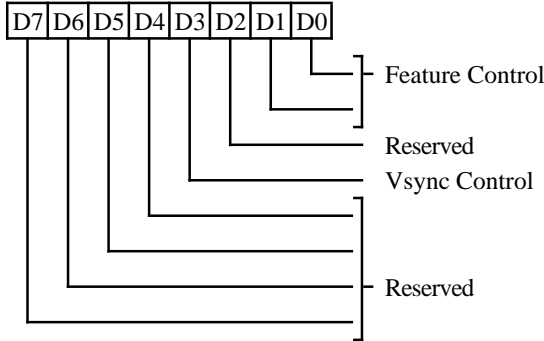 D7 D6 D5 D4 D3 D2 D1 D0
Feature Control
Reserved
Vsync Control
Reserved